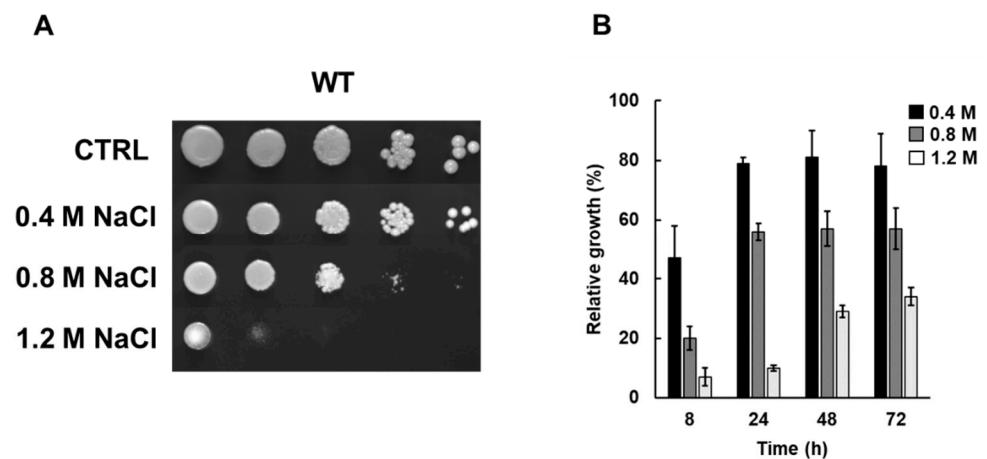 A
WT
CTRL
0.4 M NaCl
0.8 M NaCl
1.2 M NaCl
B
Relative growth (%)
100
80
60
40
20
0
0.4 M
0.8 M
1.2 M
8 24 48 72
Time (h)